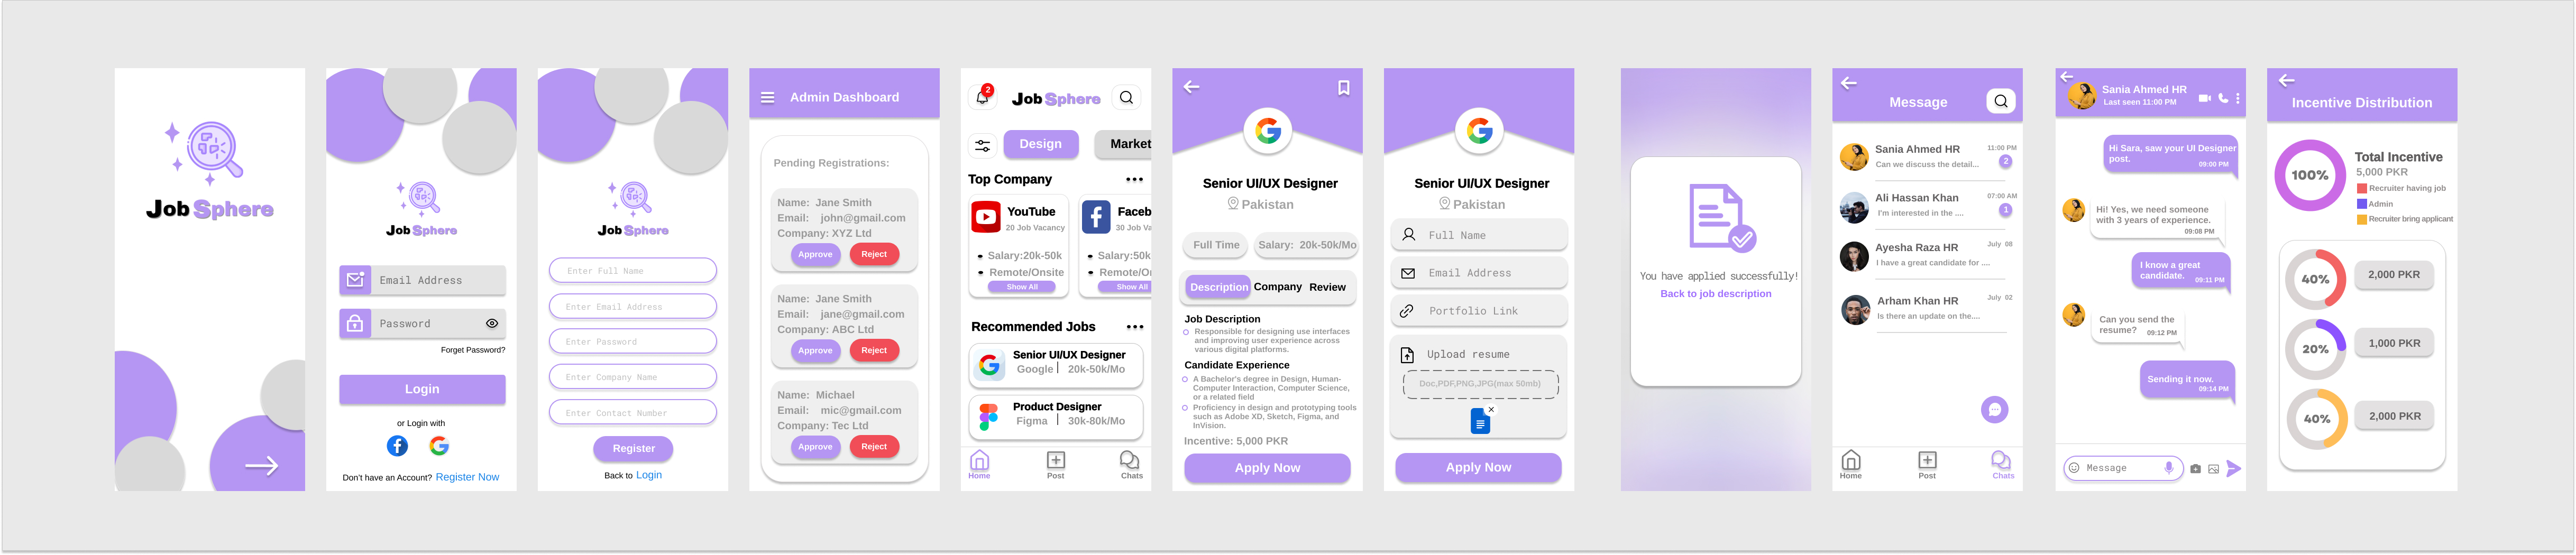 Job Sphere
Job Sphere
Email Address
Password
Forget Password?
Login
or Login with
Don't have an Account? Register Now
Job Sphere
Enter Full Name
Enter Email Address
Enter Password
Enter Company Name
Enter Contact Number
Register
Back to Login
Admin Dashboard
Pending Registrations:
Name: Jane Smith
Email: john@gmail.com
Company: XYZ Ltd
Approve Reject
Name: Jane Smith
Email: jane@gmail.com
Company: ABC Ltd
Approve Reject
Name: Michael
Email: mic@gmail.com
Company: Tec Ltd
Approve Reject
2
Job Sphere
Design Market
Top Company
YouTube
20 Job Vacancy
Salary:20k-50k
Remote/Onsite
Show All
Faceb
30 Job Va
Salary:50k
Remote/O
Show All
Recommended Jobs
Senior UI/UX Designer
Google | 20k-50k/Mo
Product Designer
Figma | 30k-80k/Mo
Home Post Chats
Senior UI/UX Designer
Pakistan
Full Time Salary: 20k-50k/Mo
Description Company Review
Job Description
Responsible for designing use interfaces
and improving user experience across
various digital platforms.
Candidate Experience
A Bachelor's degree in Design, Human-
Computer Interaction, Computer Science,
or a related field
Proficiency in design and prototyping tools
such as Adobe XD, Sketch, Figma, and
InVision.
Incentive: 5,000 PKR
Apply Now
Senior UI/UX Designer
Pakistan
Full Name
Email Address
Portfolio Link
Upload resume
Doc,PDF,PNG,JPG(max 50mb)
Apply Now
You have applied successfully!
Back to job description
Message
Sania Ahmed HR 11:00 PM
Can we discuss the detail... 2
Ali Hassan Khan 07:00 AM
I'm interested in the .... 1
Ayesha Raza HR July 08
I have a great candidate for ....
Arham Khan HR July 02
Is there an update on the....
Home Post Chats
Sania Ahmed HR
Last seen 11:00 PM
Hi Sara, saw your UI Designer
post.
09:00 PM
Hi! Yes, we need someone
with 3 years of experience.
09:08 PM
I know a great
candidate.
09:11 PM
Can you send the
resume? 09:12 PM
Sending it now.
09:14 PM
Message
Incentive Distribution
100%
Total Incentive
5,000 PKR
Recruiter having job
Admin
Recruiter bring applicant
40% 2,000 PKR
20% 1,000 PKR
40% 2,000 PKR